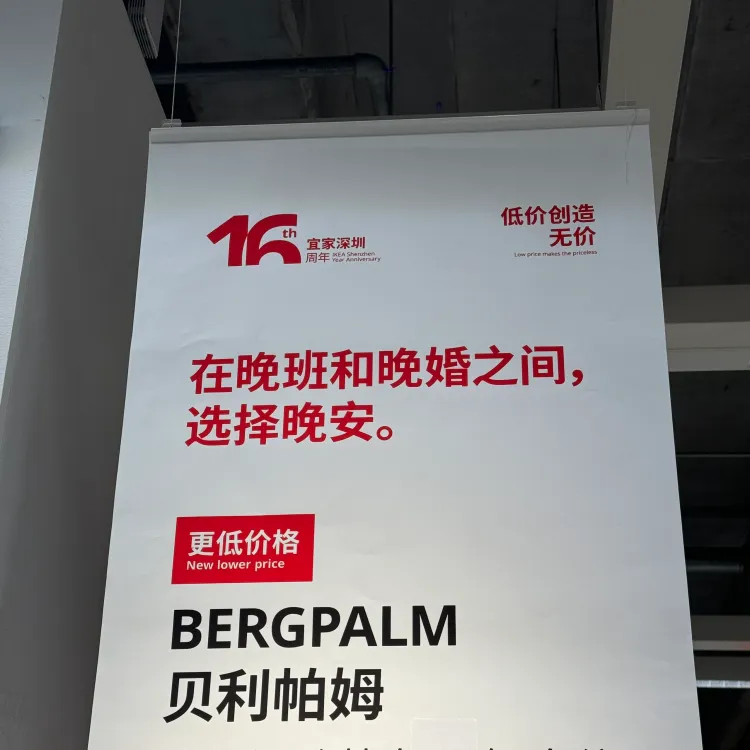 16th
宜家深圳
周年 IKEA Shenzhen
Year Anniversary
低价创造
无价
Low price makes the priceless
在晚班和晚婚之间，
选择晚安。
更低价格
New lower price
BERGPALM
贝利帕姆